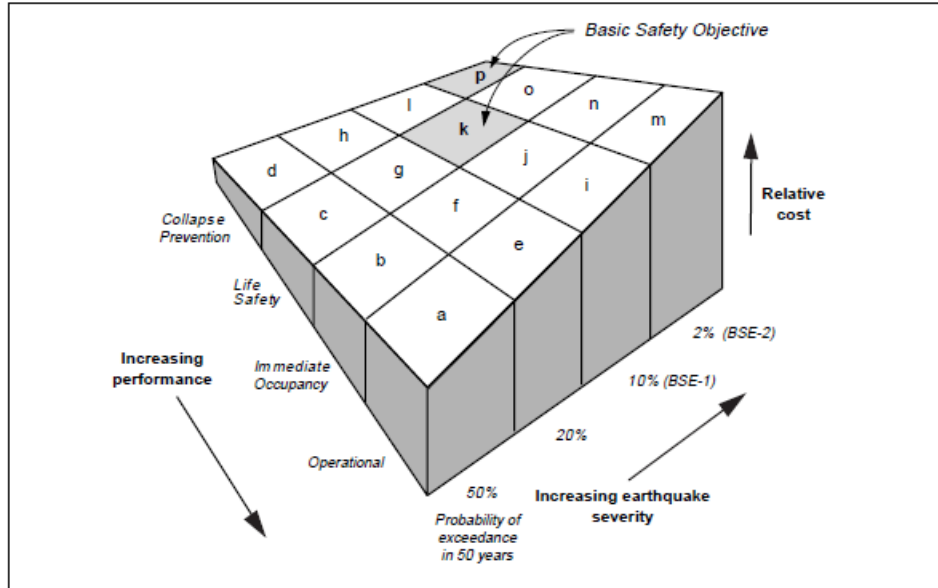 Basic Safety Objective
p
o
n
m
l
k
j
i
h
g
f
e
d
c
b
a
Relative
cost
Collapse
Prevention
Life
Safety
Immediate
Occupancy
Operational
Increasing
performance
2% (BSE-2)
10% (BSE-1)
20%
50%
Increasing earthquake
severity
Probability of
exceedance
in 50 years